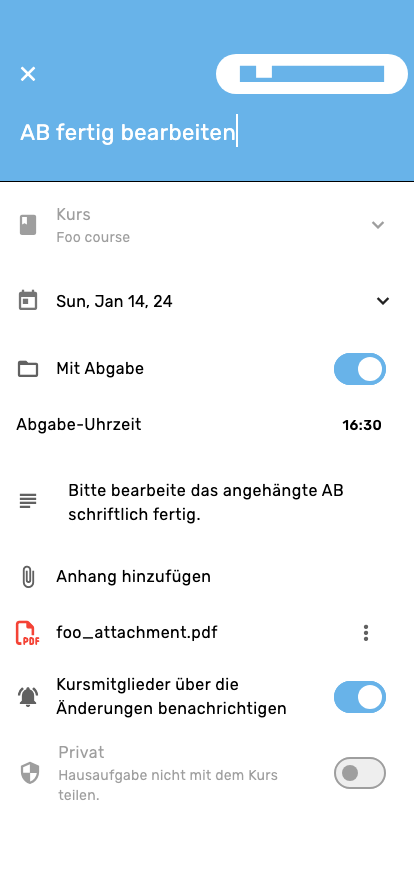 AB fertig bearbeiten
Kurs
Foo course
Sun, Jan 14, 24
Mit Abgabe
Abgabe-Uhrzeit
16:30
Bitte bearbeite das angehängte AB
schriftlich fertig.
Anhang hinzufügen
PDF
foo_attachment.pdf
Kursmitglieder über die
Änderungen benachrichtigen
Privat
Hausaufgabe nicht mit dem Kurs
teilen.